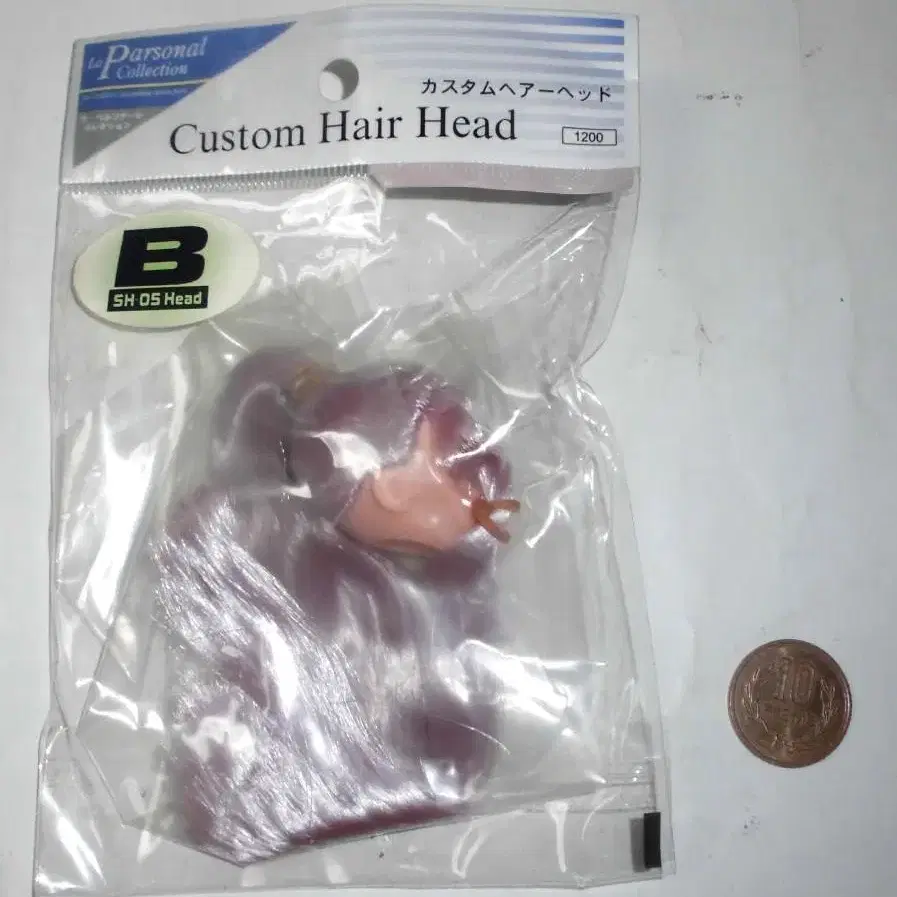 La Parsonal
Collection
カスタムヘアーヘッド
Custom Hair Head
1200
B
SH-05 Head
10